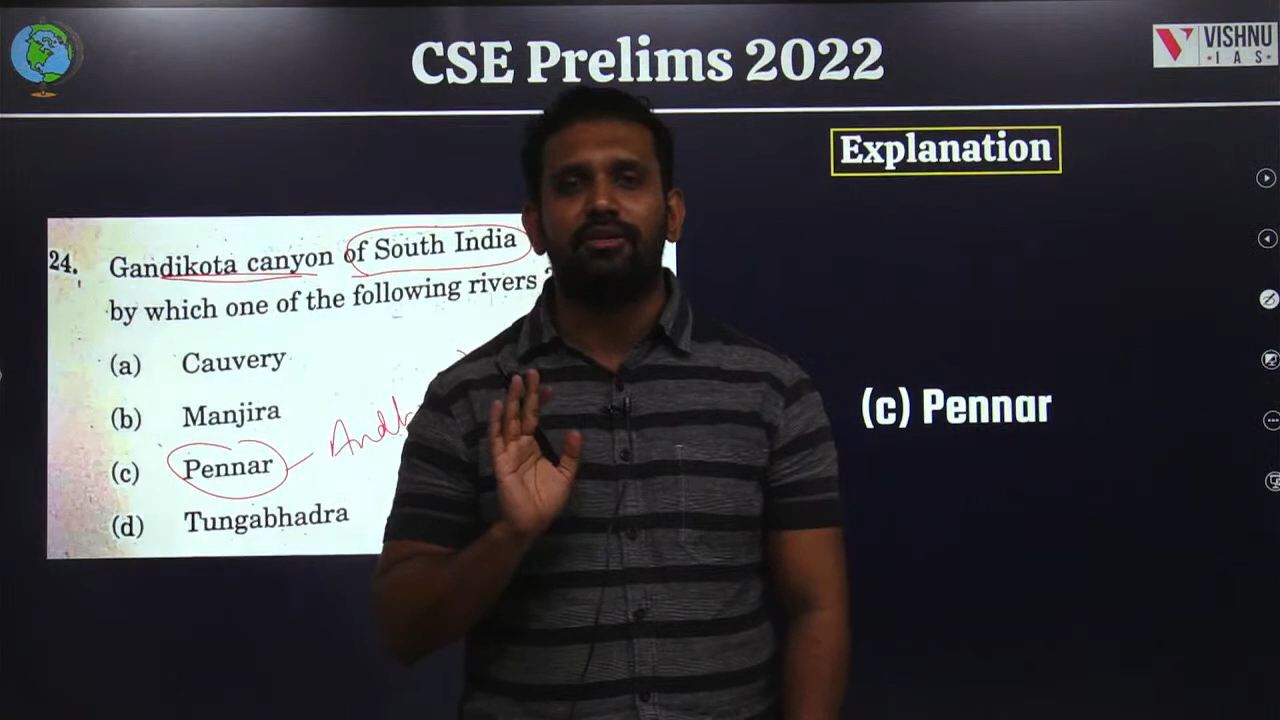 CSE Prelims 2022
VISHNU
IAS
Explanation
24. Gandikota canyon of South India
by which one of the following rivers ?
(a) Cauvery
(b) Manjira
(c) Pennar
(d) Tungabhadra
(c) Pennar